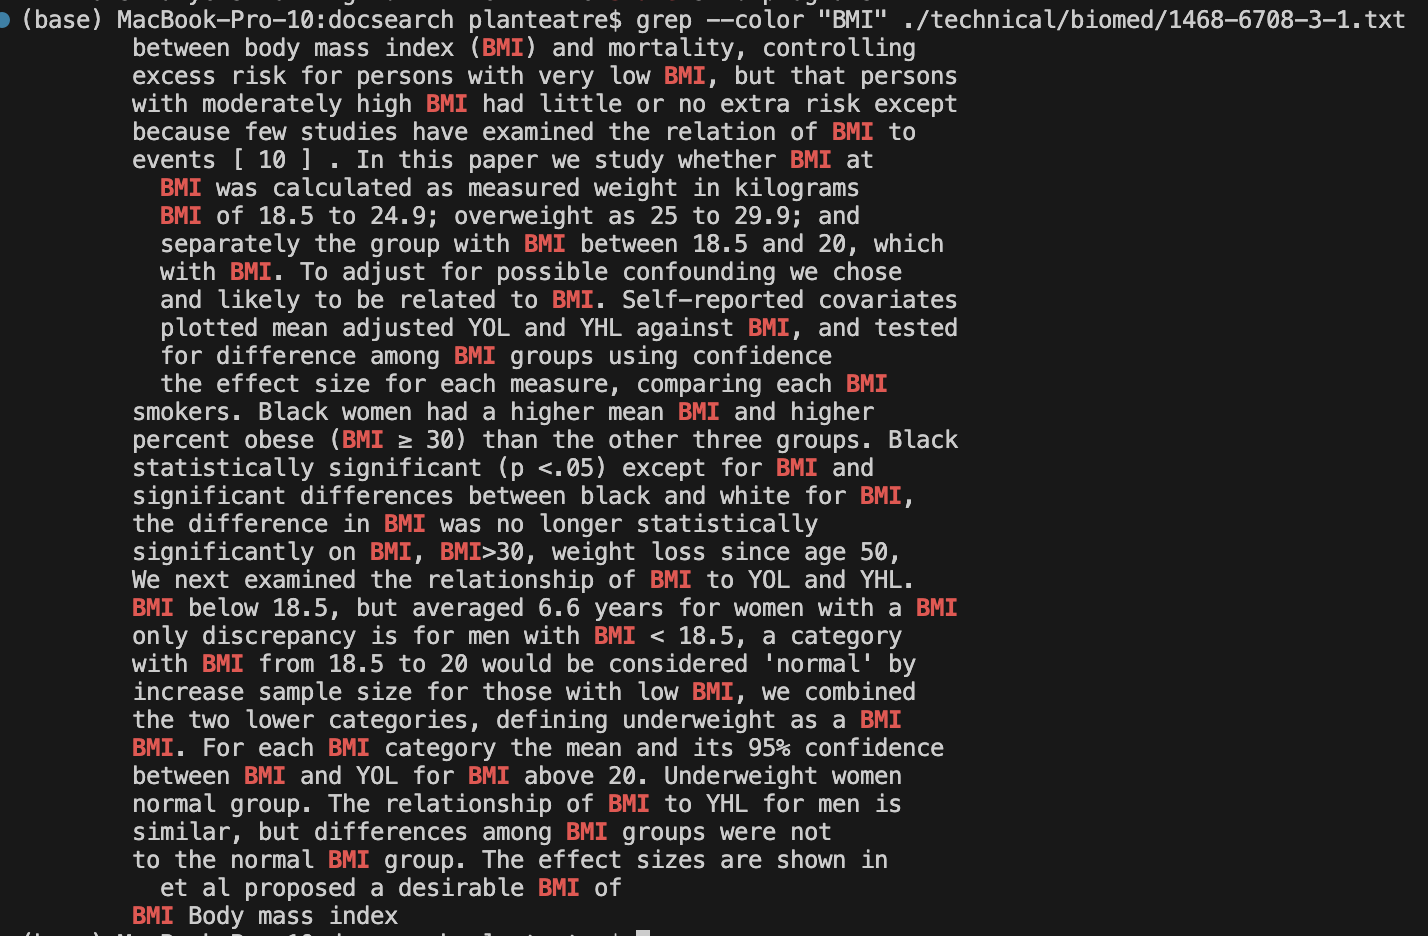 (base) MacBook-Pro-10:docsearch planteatre$ grep --color "BMI" ./technical/biomed/1468-6708-3-1.txt
between body mass index (BMI) and mortality, controlling
excess risk for persons with very low BMI, but that persons
with moderately high BMI had little or no extra risk except
because few studies have examined the relation of BMI to
events [ 10 ] . In this paper we study whether BMI at
BMI was calculated as measured weight in kilograms
BMI of 18.5 to 24.9; overweight as 25 to 29.9; and
separately the group with BMI between 18.5 and 20, which
with BMI. To adjust for possible confounding we chose
and likely to be related to BMI. Self-reported covariates
plotted mean adjusted YOL and YHL against BMI, and tested
for difference among BMI groups using confidence
the effect size for each measure, comparing each BMI
smokers. Black women had a higher mean BMI and higher
percent obese (BMI ≥ 30) than the other three groups. Black
statistically significant (p <.05) except for BMI and
significant differences between black and white for BMI,
the difference in BMI was no longer statistically
significantly on BMI, BMI>30, weight loss since age 50,
We next examined the relationship of BMI to YOL and YHL.
BMI below 18.5, but averaged 6.6 years for women with a BMI
only discrepancy is for men with BMI < 18.5, a category
with BMI from 18.5 to 20 would be considered 'normal' by
increase sample size for those with low BMI, we combined
the two lower categories, defining underweight as a BMI
BMI. For each BMI category the mean and its 95% confidence
between BMI and YOL for BMI above 20. Underweight women
normal group. The relationship of BMI to YHL for men is
similar, but differences among BMI groups were not
to the normal BMI group. The effect sizes are shown in
et al proposed a desirable BMI of
BMI Body mass index